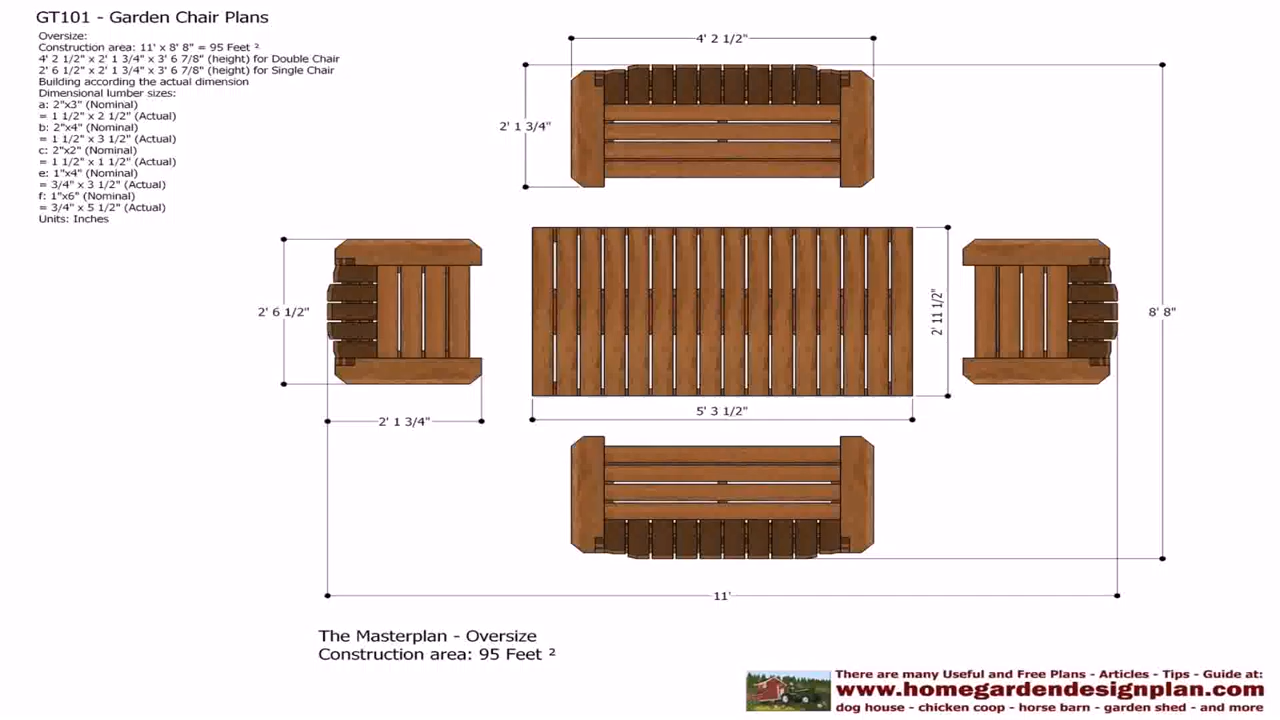 GT101 - Garden Chair Plans
Oversize:
Construction area: 11' x 8' 8" = 95 Feet ²
4' 2 1/2" x 2' 1 3/4" x 3' 6 7/8" (height) for Double Chair
2' 6 1/2" x 2' 1 3/4" x 3' 6 7/8" (height) for Single Chair
Building according the actual dimension
Dimensional lumber sizes:
a: 2"x3" (Nominal)
= 1 1/2" x 2 1/2" (Actual)
b: 2"x4" (Nominal)
= 1 1/2" x 3 1/2" (Actual)
c: 2"x2" (Nominal)
= 1 1/2" x 1 1/2" (Actual)
e: 1"x4" (Nominal)
= 3/4" x 3 1/2" (Actual)
f: 1"x6" (Nominal)
= 3/4" x 5 1/2" (Actual)
Units: Inches
4' 2 1/2"
2' 1 3/4"
2' 6 1/2"
2' 11 1/2"
8' 8"
5' 3 1/2"
2' 1 3/4"
11'
The Masterplan - Oversize
Construction area: 95 Feet ²
There are many Useful and Free Plans - Articles - Tips - Guide at:
www.homegardendesignplan.com
dog house - chicken coop - horse barn - garden shed - and more